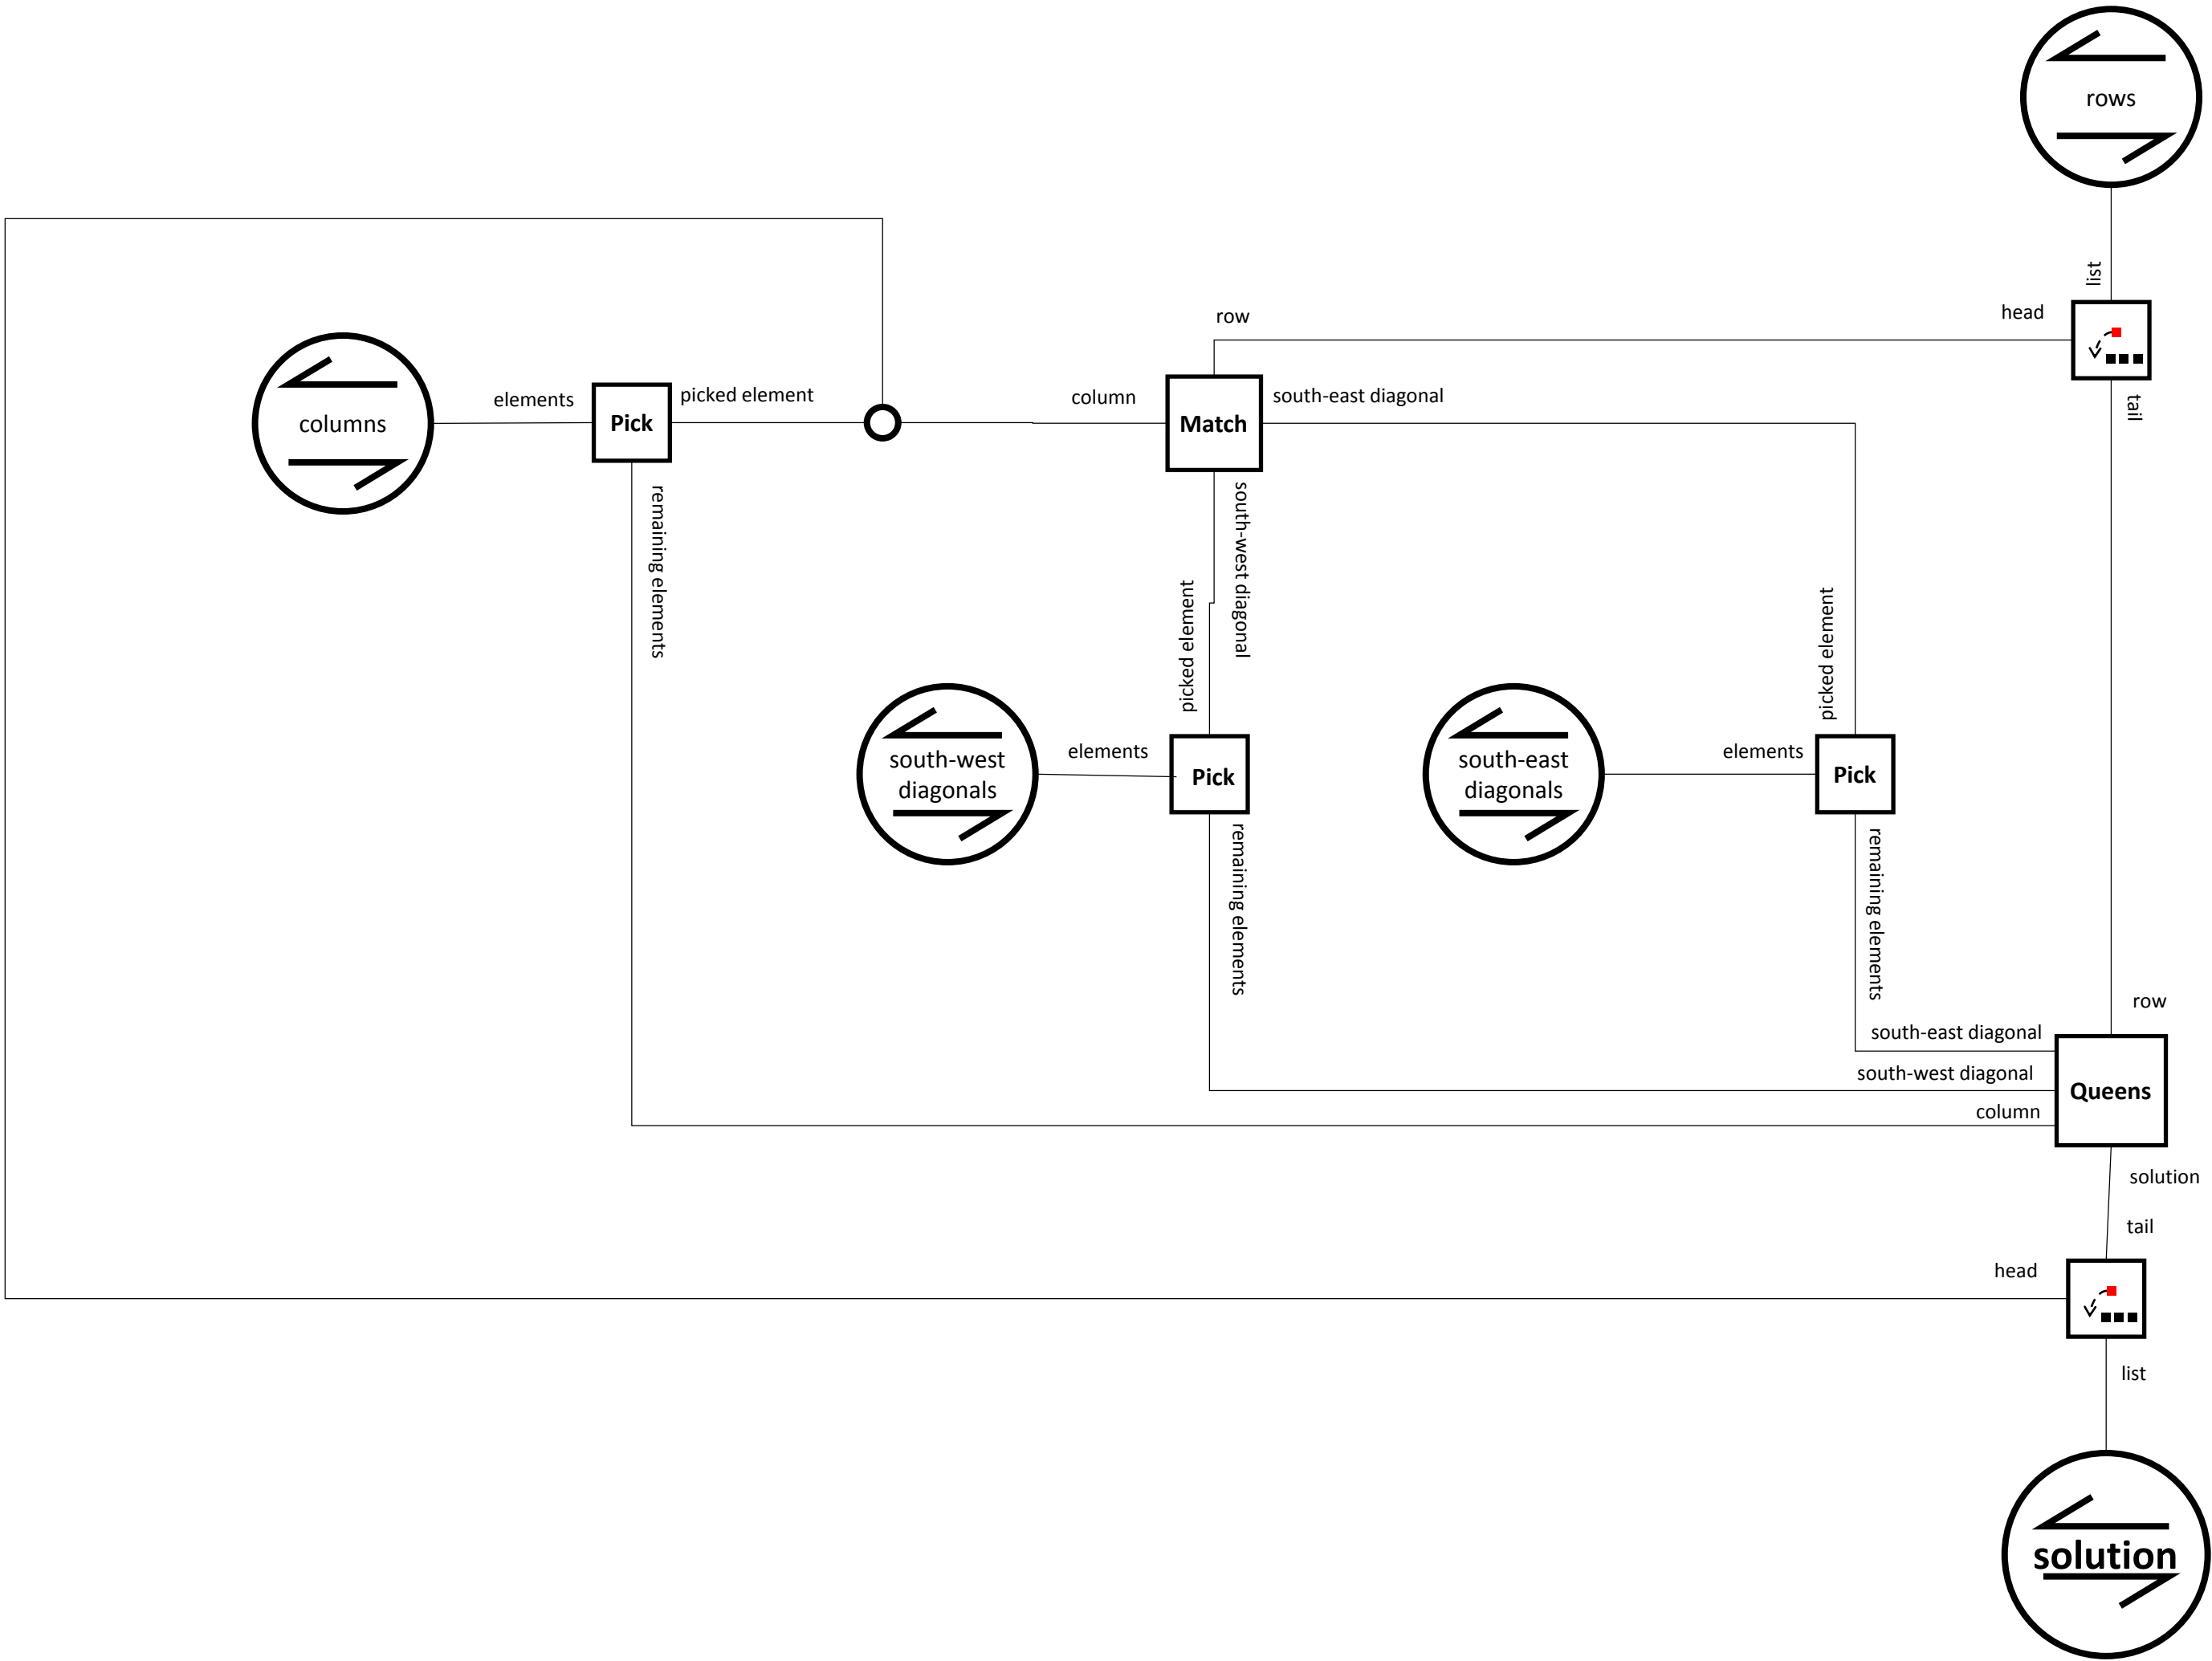 rows
list
row
head
columns
elements
Pick
picked element
column
Match
south-east diagonal
tail
remaining elements
south-west diagonal
picked element
picked element
south-west
diagonals
elements
Pick
south-east
diagonals
elements
Pick
remaining elements
remaining elements
row
south-east diagonal
south-west diagonal
column
Queens
solution
tail
head
list
solution